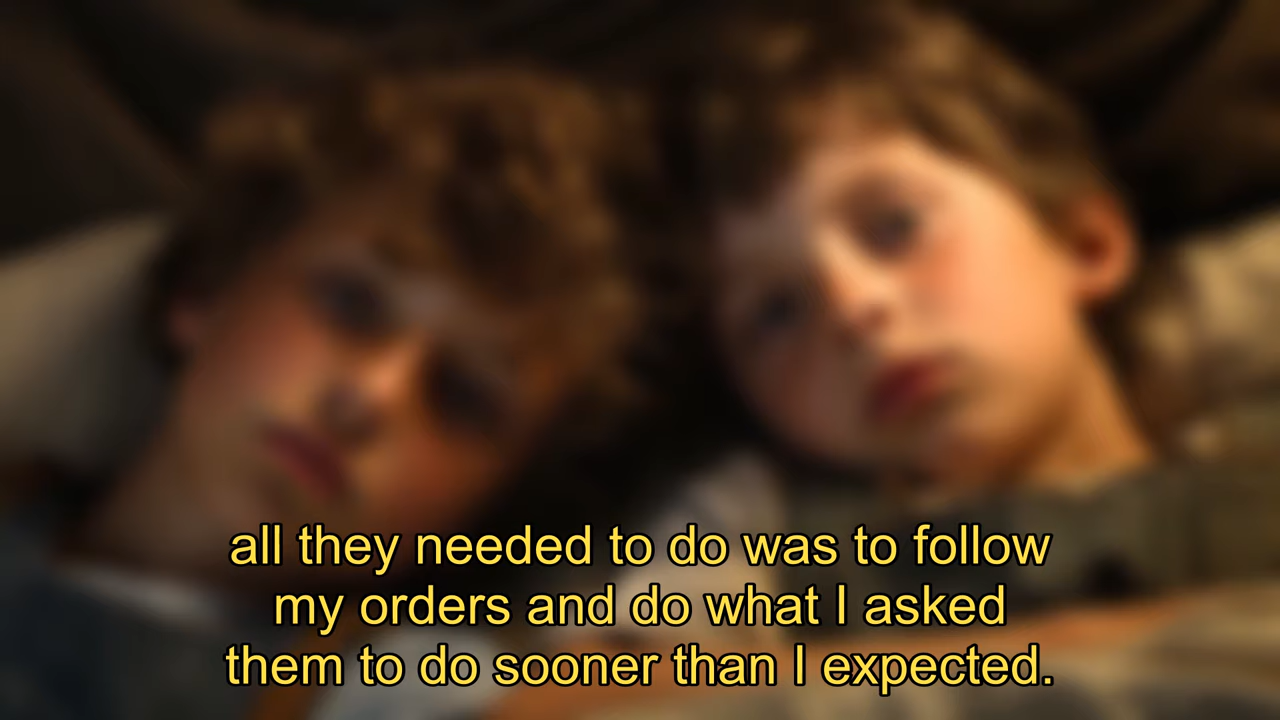 all they needed to do was to follow
my orders and do what I asked
them to do sooner than I expected.